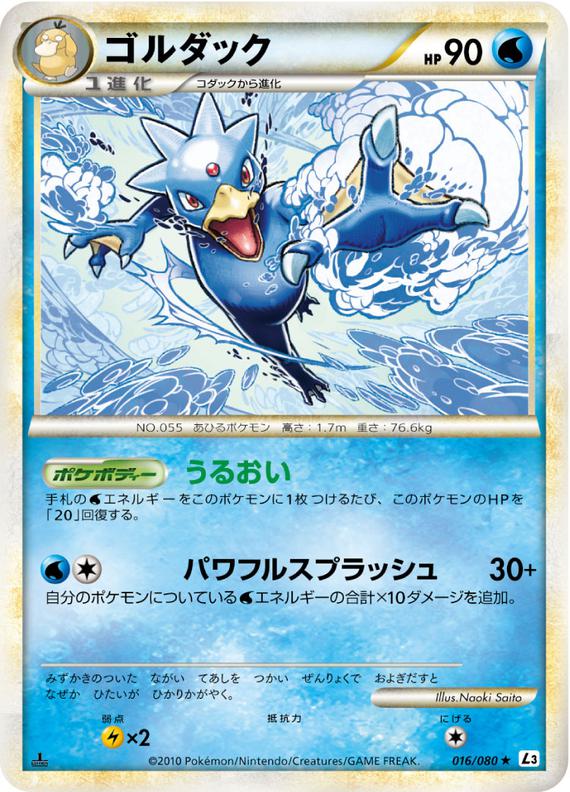 ゴルダック HP90
1進化 コダックから進化
NO.055 あひるポケモン 高さ:1.7m 重さ:76.6kg
ポケボディー うるおい
手札のエネルギーをこのポケモンに1枚つけるたび、このポケモンのHPを
「20」回復する。
パワフルスプラッシュ 30+
自分のポケモンについているエネルギーの合計×10ダメージを追加。
みずかきのついた ながい てあしを つかい ぜんりょくで およぎだすと
なぜか ひたいが ひかりかがやく。
Illus.Naoki Saito
弱点 抵抗力 にげる
×2
©2010 Pokémon/Nintendo/Creatures/GAME FREAK. 016/080 ★ L3